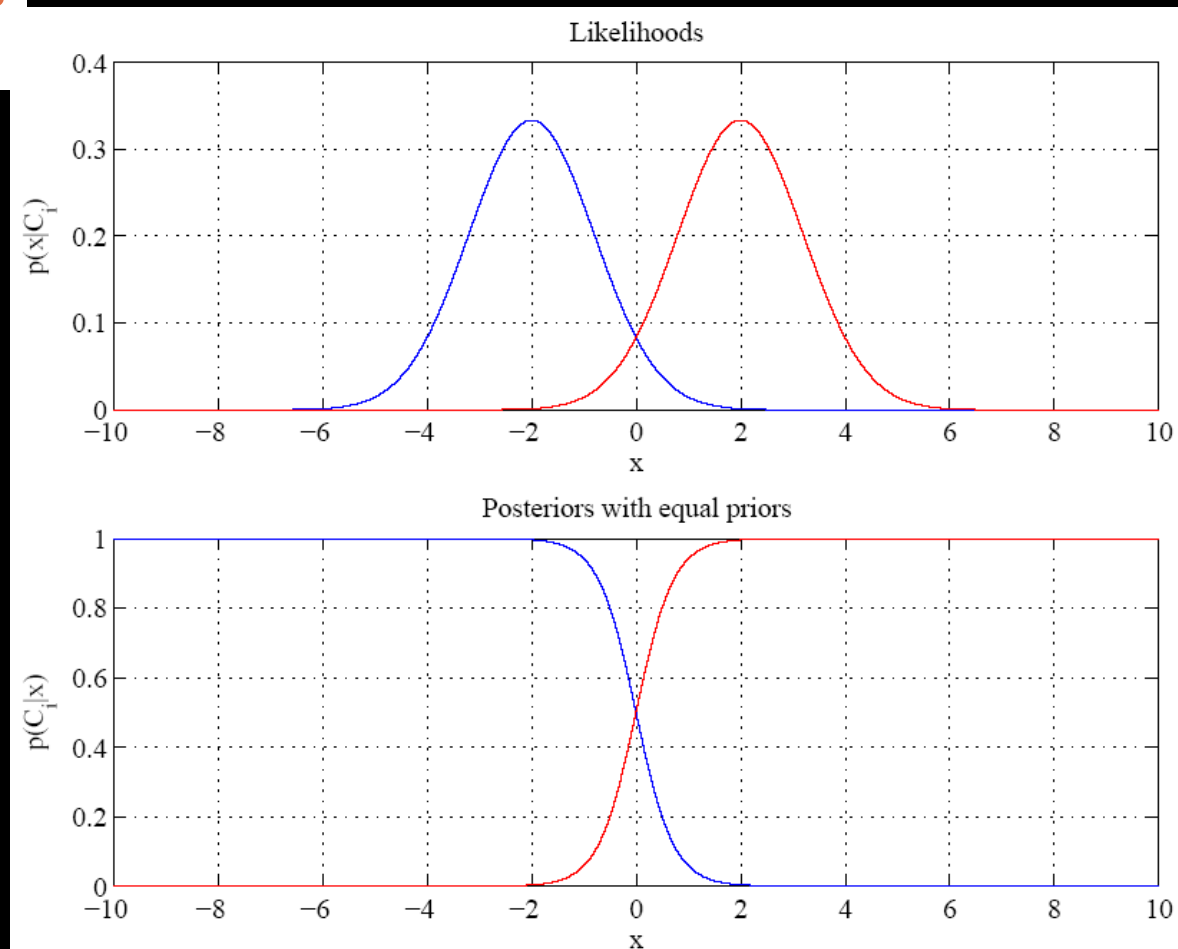 Likelihoods
0.4
0.3
0.2
0.1
0
p(x|C_i)
−10 −8 −6 −4 −2 0 2 4 6 8 10
x
Posteriors with equal priors
1
0.8
0.6
0.4
0.2
0
p(C_i|x)
−10 −8 −6 −4 −2 0 2 4 6 8 10
x